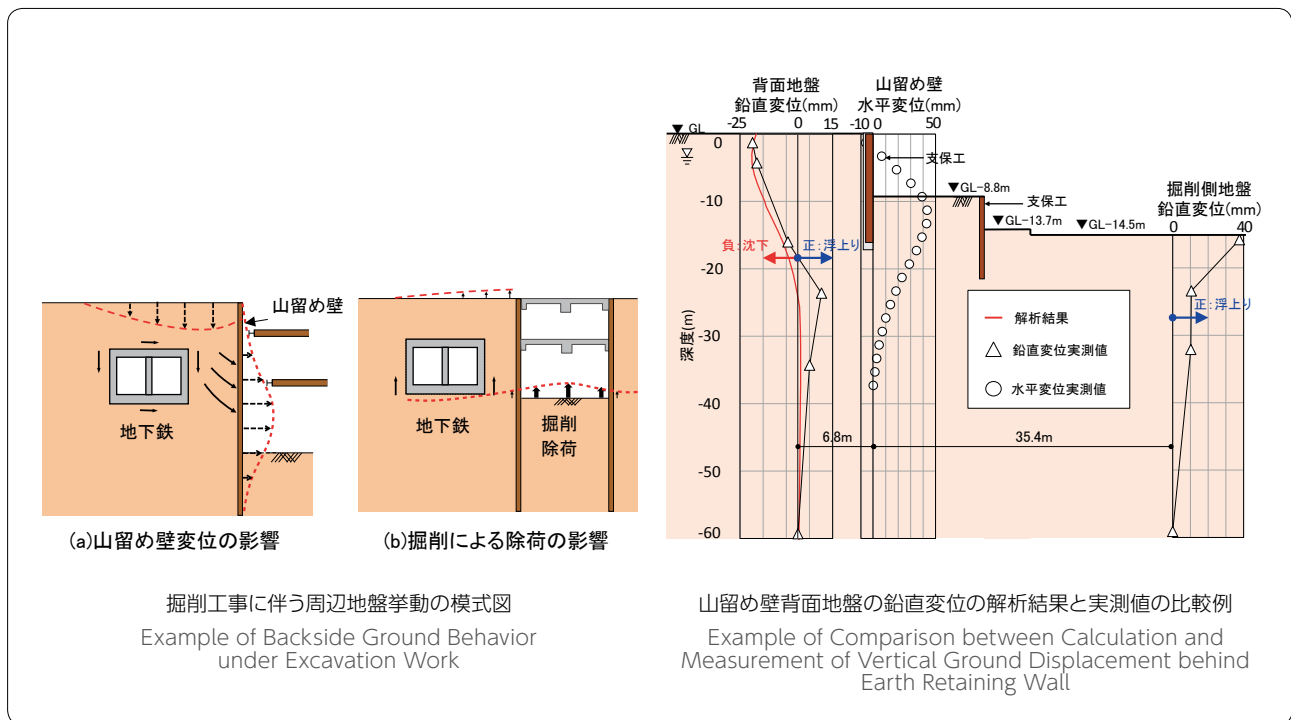 山留め壁
地下鉄
(a)山留め壁変位の影響
地下鉄
掘削
除荷
(b)掘削による除荷の影響
掘削工事に伴う周辺地盤挙動の模式図
Example of Backside Ground Behavior
under Excavation Work
背面地盤
鉛直変位(mm)
-25 0 15
山留め壁
水平変位(mm)
-10 0 50
▼GL
0
-10
-20
-30
-40
-50
-60
深度(m)
支保工
▼GL-8.8m
支保工
▼GL-13.7m
▼GL-14.5m
掘削側地盤
鉛直変位(mm)
0 40
負:沈下
正:浮上り
正:浮上り
解析結果
鉛直変位実測値
水平変位実測値
6.8m
35.4m
山留め壁背面地盤の鉛直変位の解析結果と実測値の比較例
Example of Comparison between Calculation and
Measurement of Vertical Ground Displacement behind
Earth Retaining Wall